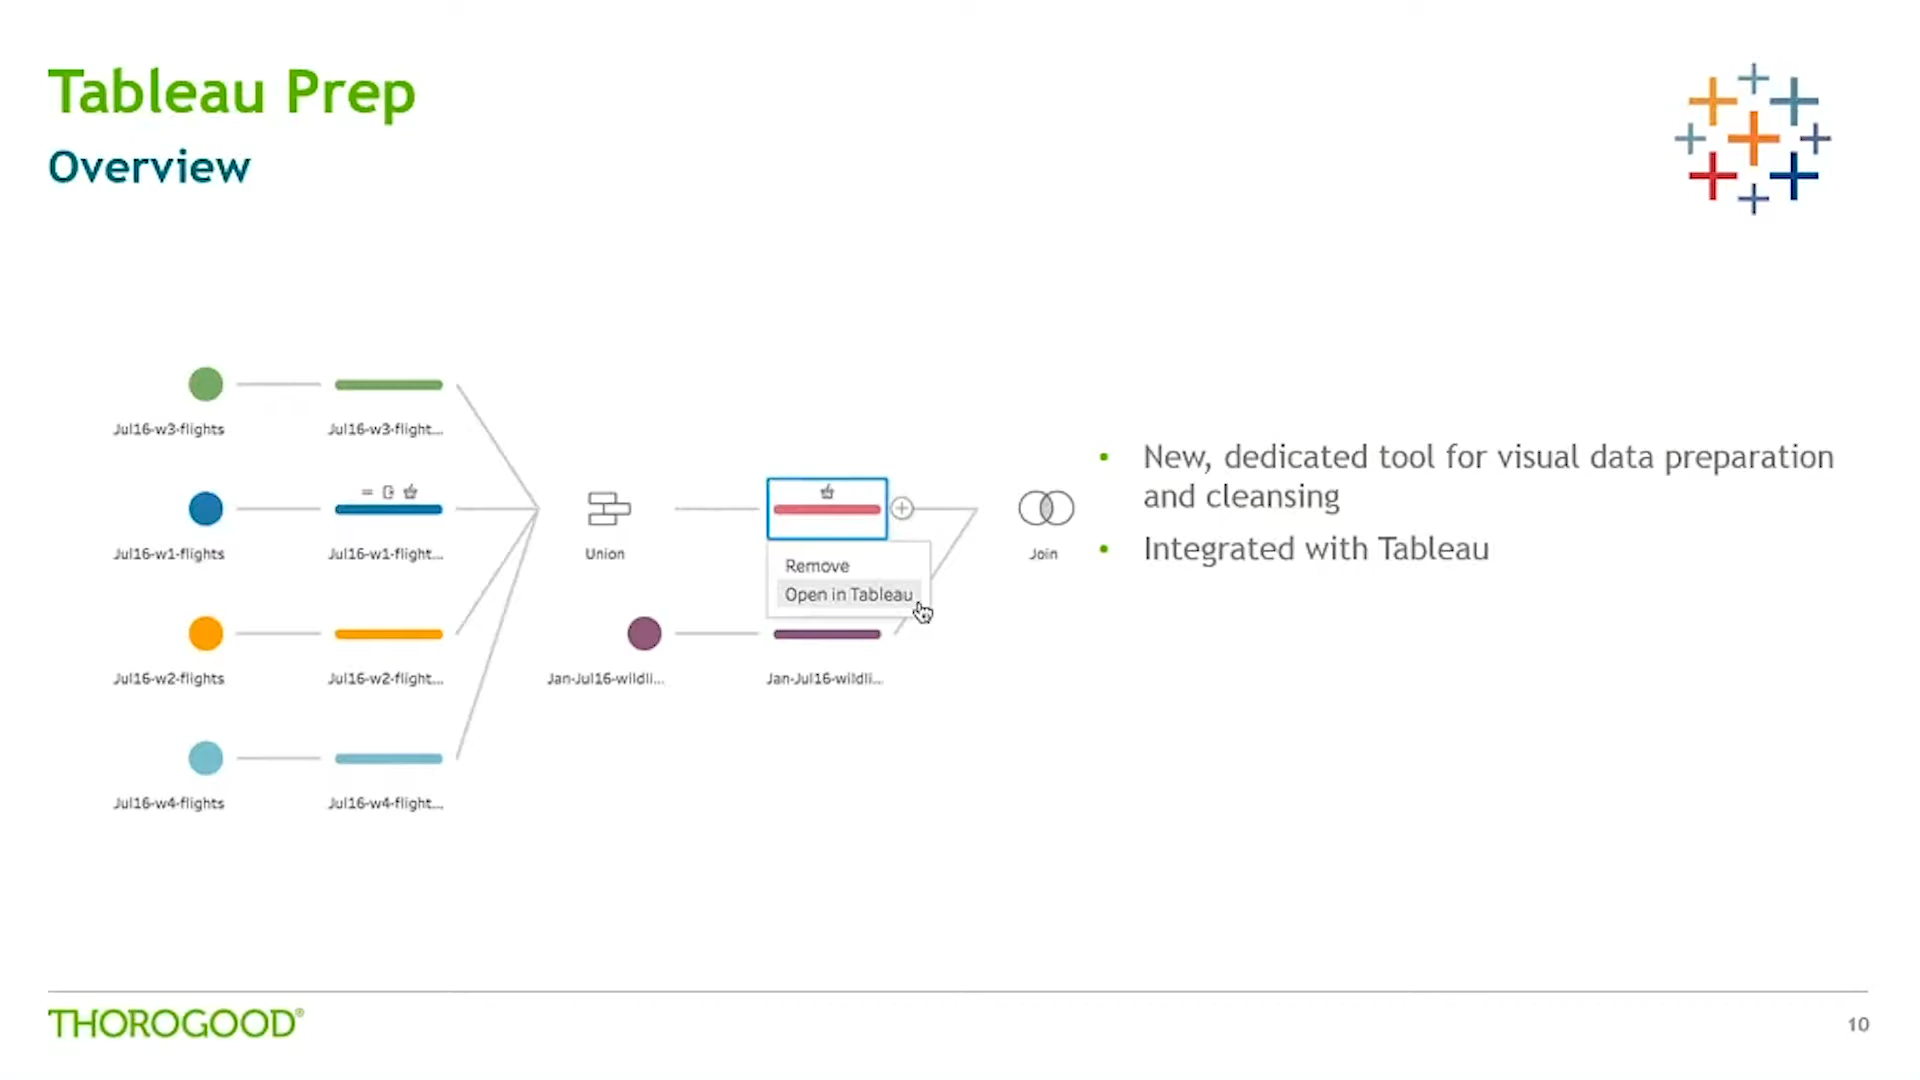 Tableau Prep
Overview
Jul16-w3-flights
Jul16-w3-flight...
Jul16-w1-flights
Jul16-w1-flight...
Union
Remove
Open in Tableau
Join
Jul16-w2-flights
Jul16-w2-flight...
Jan-Jul16-wildli...
Jan-Jul16-wildli...
Jul16-w4-flights
Jul16-w4-flight...
• New, dedicated tool for visual data preparation
and cleansing
• Integrated with Tableau
THOROGOOD®
10